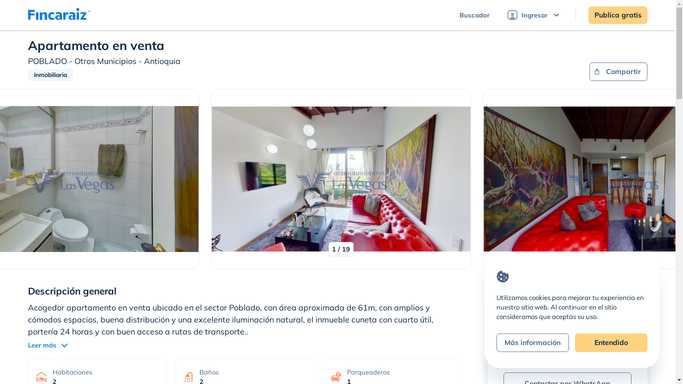 Fincaraiz
Buscador
Ingresar
Publica gratis
Apartamento en venta
POBLADO - Otros Municipios - Antioquia
Inmobiliaria
Compartir
Las Vegas
Las Vegas
Las Vegas
1 / 19
Descripción general
Acogedor apartamento en venta ubicado en el sector Poblado, con área aproximada de 61m, con amplios y
cómodos espacios, buena distribución y una excelente iluminación natural, el inmueble cuneta con cuarto útil,
portería 24 horas y con buen acceso a rutas de transporte..
Leer más
Habitaciones
2
Baños
2
Parqueaderos
1
Utilizamos cookies para mejorar tu experiencia en
nuestro sitio web. Al continuar en el sitio
consideramos que aceptas su uso.
Más información
Entendido
Contactar por WhatsApp